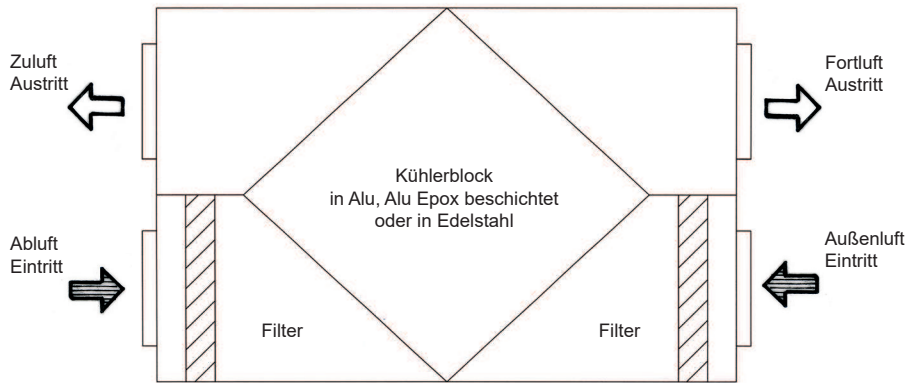 Zuluft
Austritt
Fortluft
Austritt
Kühlerblock
in Alu, Alu Epox beschichtet
oder in Edelstahl
Abluft
Eintritt
Außenluft
Eintritt
Filter
Filter